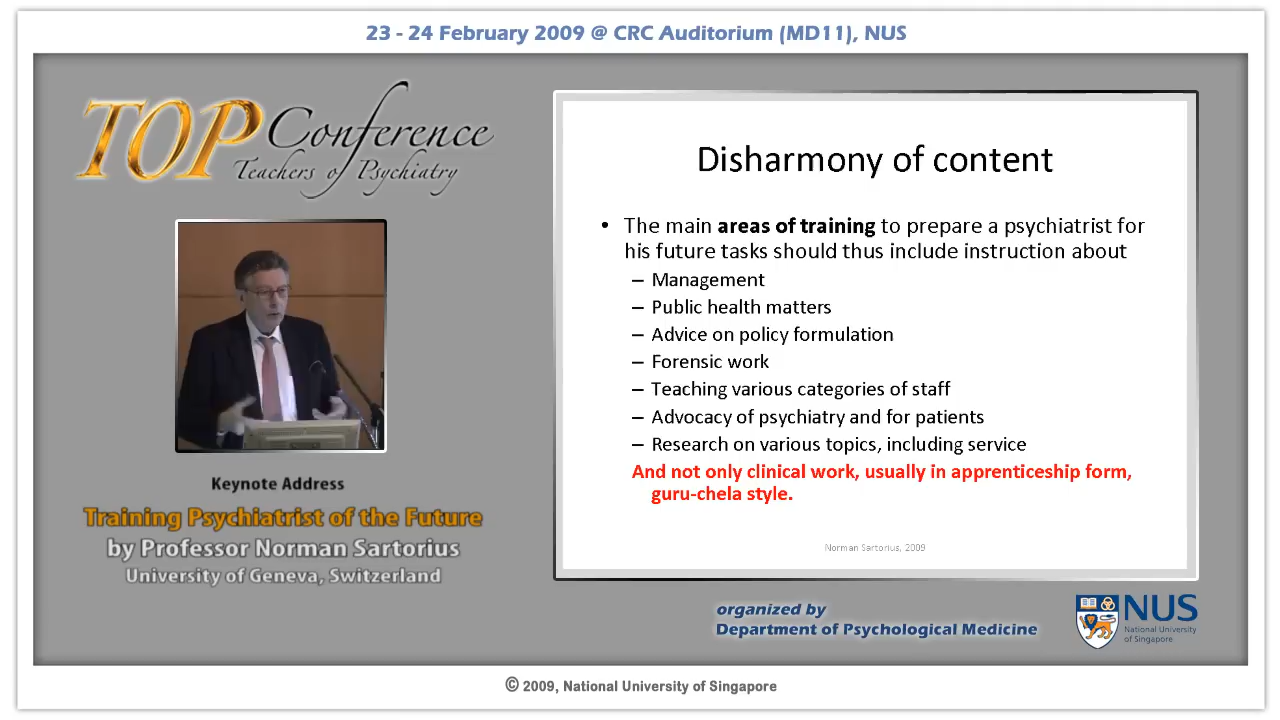 23 - 24 February 2009 @ CRC Auditorium (MD11), NUS
TOP Conference
Teachers of Psychiatry
Keynote Address
Training Psychiatrist of the Future
by Professor Norman Sartorius
University of Geneva, Switzerland
Disharmony of content
• The main areas of training to prepare a psychiatrist for
his future tasks should thus include instruction about
– Management
– Public health matters
– Advice on policy formulation
– Forensic work
– Teaching various categories of staff
– Advocacy of psychiatry and for patients
– Research on various topics, including service
And not only clinical work, usually in apprenticeship form,
guru-chela style.
Norman Sartorius, 2009
organized by
Department of Psychological Medicine
NUS
National University
of Singapore
© 2009, National University of Singapore